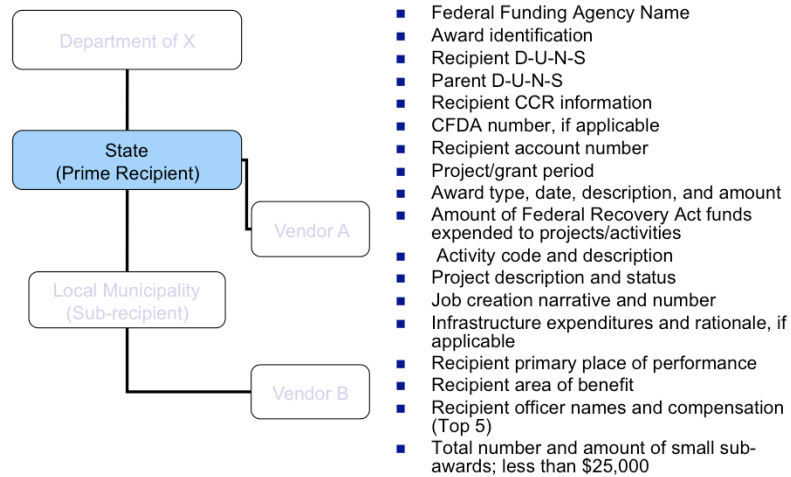 Department of X
State
(Prime Recipient)
Vendor A
Local Municipality
(Sub-recipient)
Vendor B
Federal Funding Agency Name
Award identification
Recipient D-U-N-S
Parent D-U-N-S
Recipient CCR information
CFDA number, if applicable
Recipient account number
Project/grant period
Award type, date, description, and amount
Amount of Federal Recovery Act funds
expended to projects/activities
Activity code and description
Project description and status
Job creation narrative and number
Infrastructure expenditures and rationale, if
applicable
Recipient primary place of performance
Recipient area of benefit
Recipient officer names and compensation
(Top 5)
Total number and amount of small sub-
awards; less than $25,000